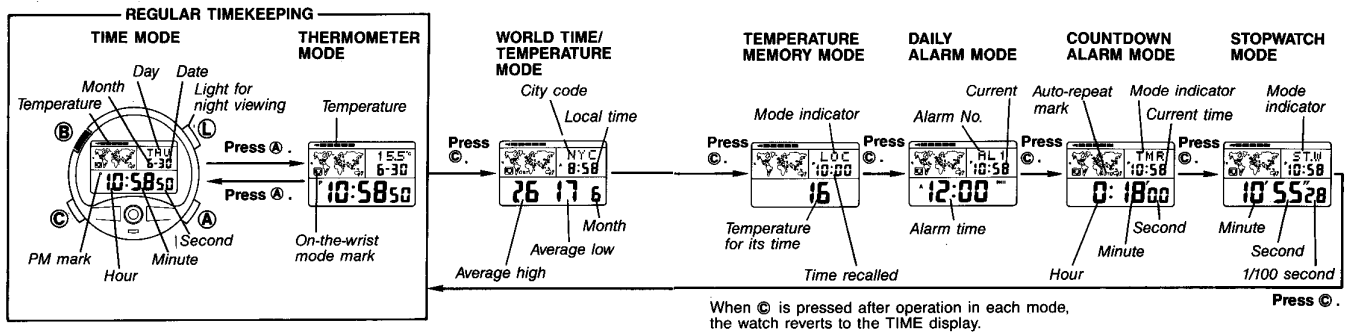 REGULAR TIMEKEEPING
TIME MODE
THERMOMETER
MODE
Day
Date
Month
Light for
night viewing
Temperature
Temperature
B
L
Press Ⓐ.
Press Ⓐ.
THU
6-30
10:58 50
15.5°
6-30
P
10:58 50
C
A
PM mark
Hour
Minute
Second
On-the-wrist
mode mark
Press
Ⓒ.
WORLD TIME/
TEMPERATURE
MODE
City code
Local time
NYC
8:58
26 17 6
Month
Average low
Average high
TEMPERATURE
MEMORY MODE
Mode indicator
LOC
10:00
16
Temperature
for its time
Time recalled
Press
Ⓒ.
DAILY
ALARM MODE
Current
Alarm No.
AL1
10:58
A
12:00
Alarm time
Press
Ⓒ.
COUNTDOWN
ALARM MODE
Auto-repeat
mark
Mode indicator
Current time
TMR
10:58
0:18'00
Second
Minute
Hour
Press
Ⓒ.
STOPWATCH
MODE
Mode
indicator
ST.W
10:58
10'55"28
Minute
Second
1/100 second
Press Ⓒ.
When Ⓒ is pressed after operation in each mode,
the watch reverts to the TIME display.